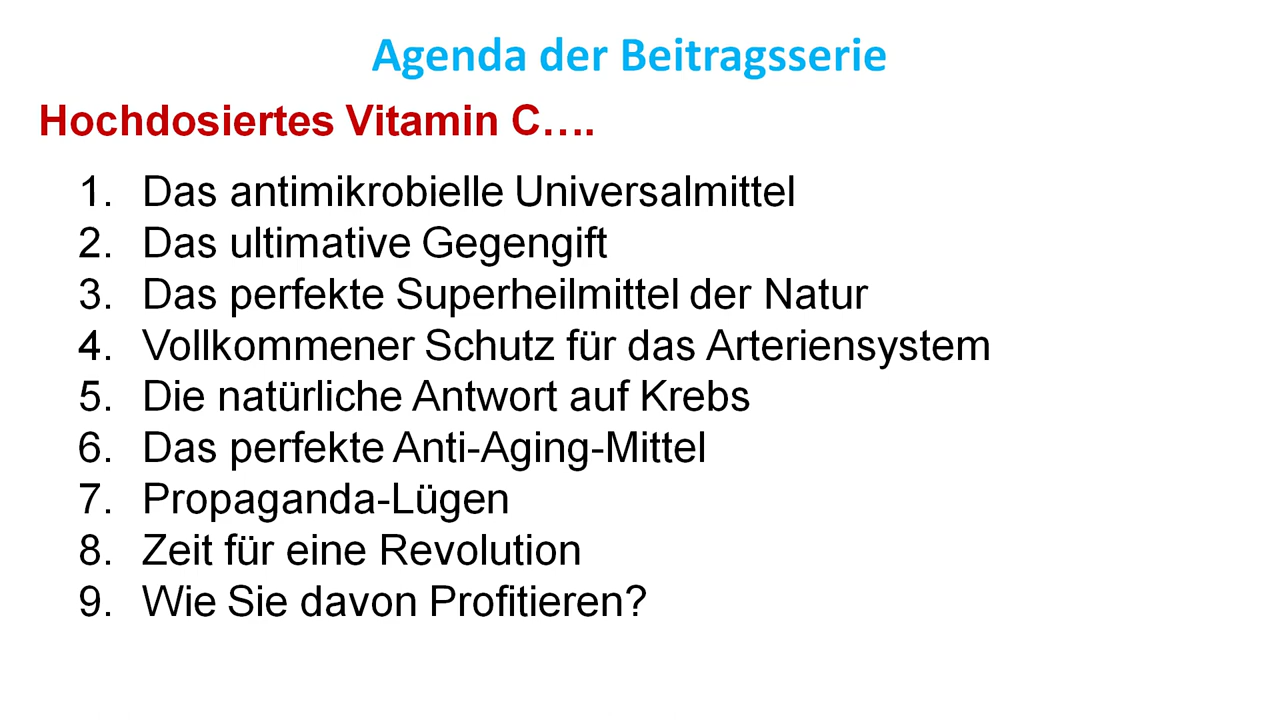 Agenda der Beitragsserie
Hochdosiertes Vitamin C….
1. Das antimikrobielle Universalmittel
2. Das ultimative Gegengift
3. Das perfekte Superheilmittel der Natur
4. Vollkommener Schutz für das Arteriensystem
5. Die natürliche Antwort auf Krebs
6. Das perfekte Anti-Aging-Mittel
7. Propaganda-Lügen
8. Zeit für eine Revolution
9. Wie Sie davon Profitieren?